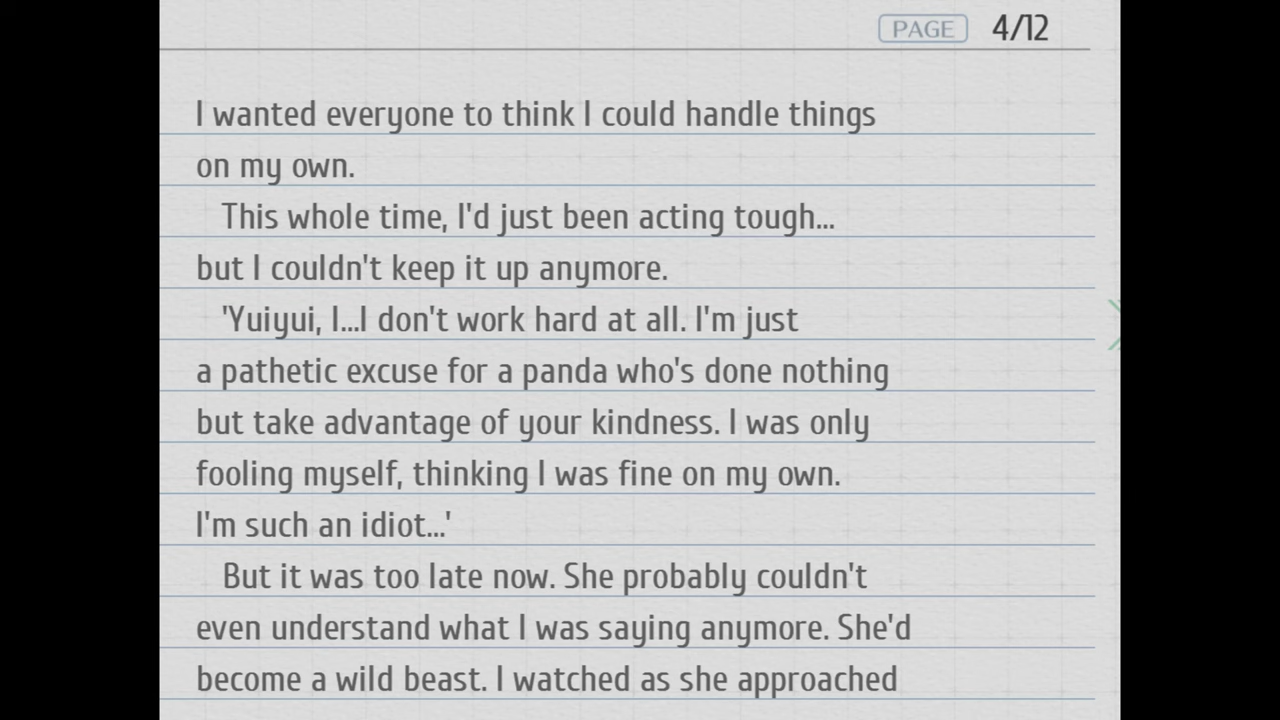 PAGE 4/12
I wanted everyone to think I could handle things
on my own.
This whole time, I'd just been acting tough...
but I couldn't keep it up anymore.
'Yuiyui, I...I don't work hard at all. I'm just
a pathetic excuse for a panda who's done nothing
but take advantage of your kindness. I was only
fooling myself, thinking I was fine on my own.
I'm such an idiot...'
But it was too late now. She probably couldn't
even understand what I was saying anymore. She'd
become a wild beast. I watched as she approached